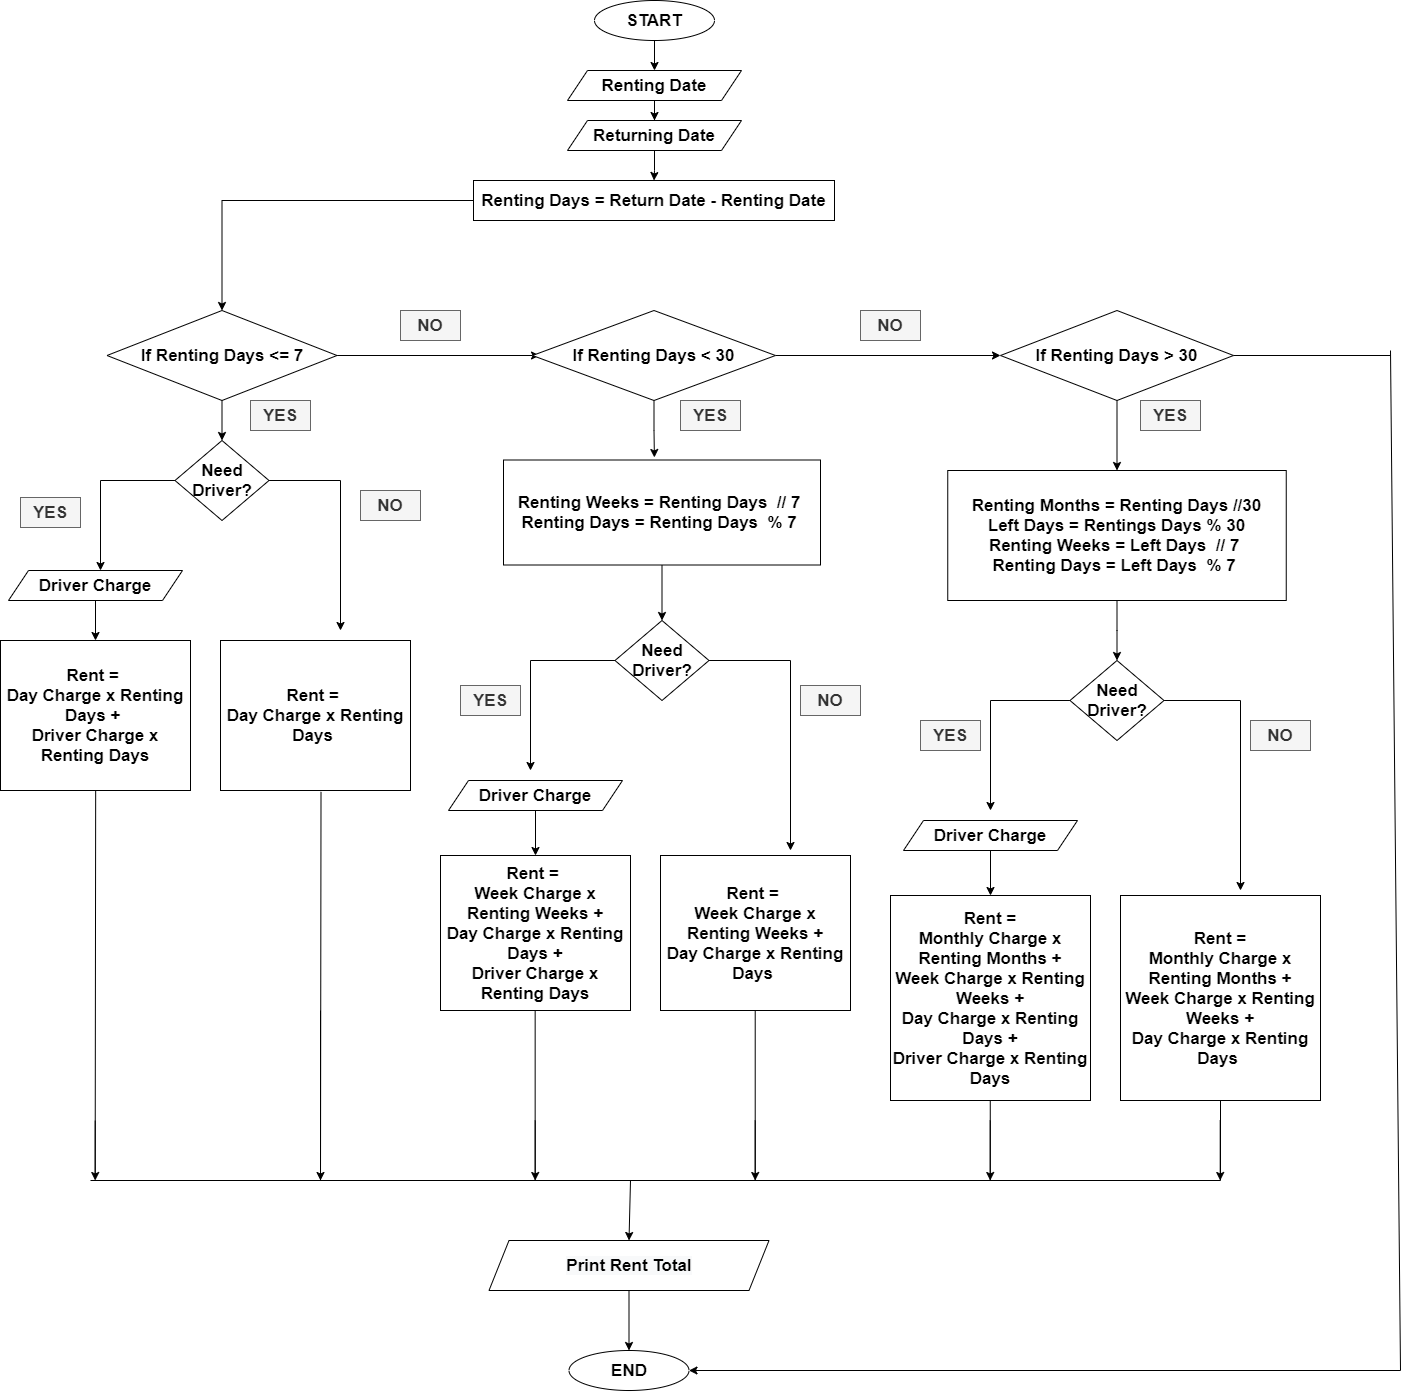 START
Renting Date
Returning Date
Renting Days = Return Date - Renting Date
If Renting Days <= 7
NO
If Renting Days < 30
NO
If Renting Days > 30
YES
YES
YES
Need
Driver?
YES
NO
Renting Weeks = Renting Days  // 7
Renting Days = Renting Days  % 7
Renting Months = Renting Days //30
Left Days = Rentings Days % 30
Renting Weeks = Left Days  // 7
Renting Days = Left Days  % 7
Driver Charge
Rent =
Day Charge x Renting
Days +
Driver Charge x
Renting Days
Rent =
Day Charge x Renting
Days
Need
Driver?
YES
NO
Need
Driver?
YES
NO
Driver Charge
Rent =
Week Charge x
Renting Weeks +
Day Charge x Renting
Days +
Driver Charge x
Renting Days
Rent =
Week Charge x
Renting Weeks +
Day Charge x Renting
Days
Driver Charge
Rent =
Monthly Charge x
Renting Months +
Week Charge x Renting
Weeks +
Day Charge x Renting
Days +
Driver Charge x Renting
Days
Rent =
Monthly Charge x
Renting Months +
Week Charge x Renting
Weeks +
Day Charge x Renting
Days
Print Rent Total
END